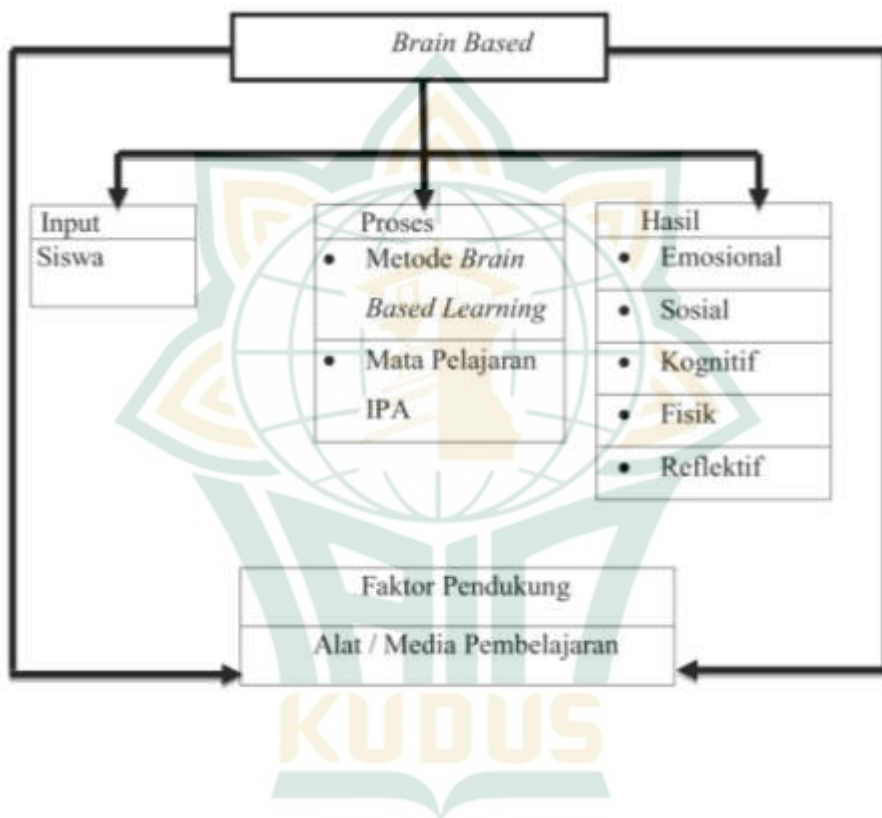 Brain Based
Input
Siswa
Proses
• Metode Brain
Based Learning
• Mata Pelajaran
IPA
Hasil
• Emosional
• Sosial
• Kognitif
• Fisik
• Reflektif
Faktor Pendukung
Alat / Media Pembelajaran
IAIN
KUDUS